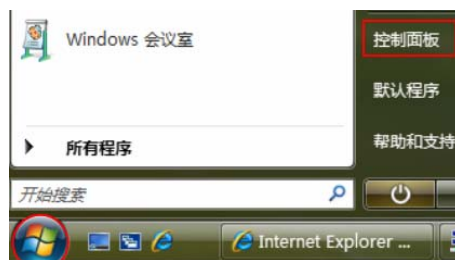 Windows 会议室
控制面板
默认程序
所有程序
帮助和支持
开始搜索
Internet Explorer ...